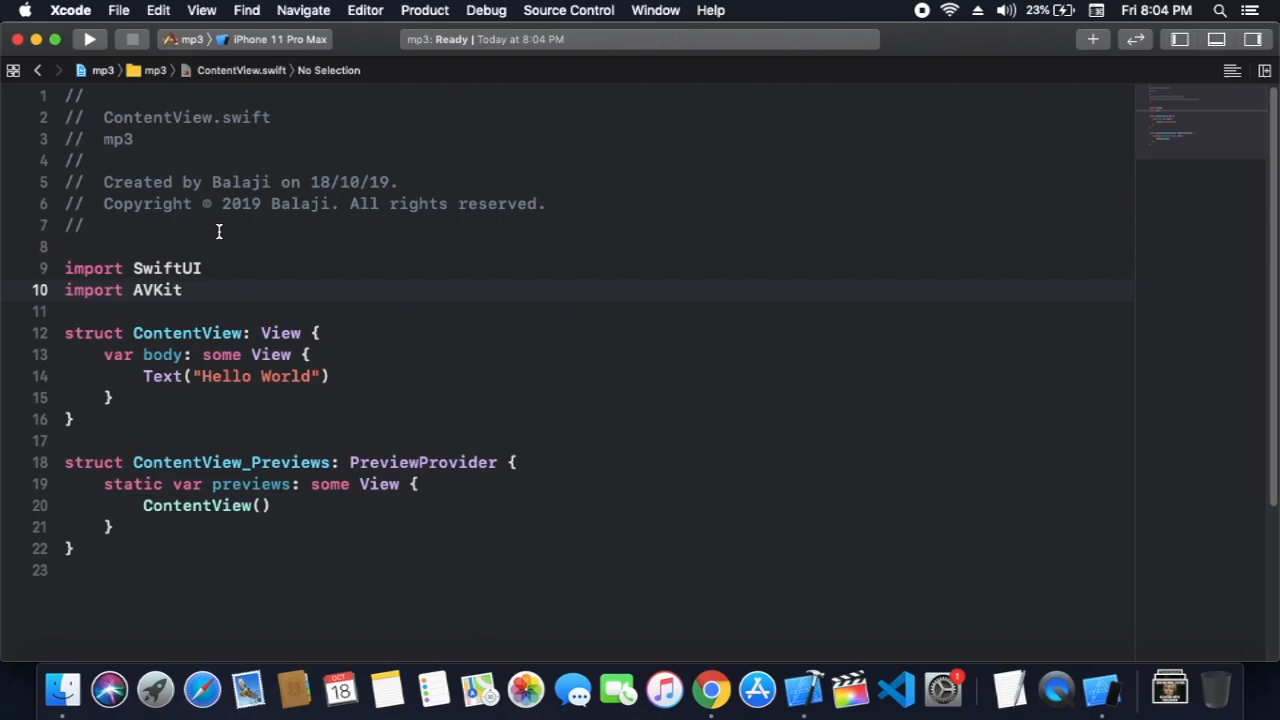 Xcode File Edit View Find Navigate Editor Product Debug Source Control Window Help 23% Fri 8:04 PM
mp3 iPhone 11 Pro Max mp3: Ready | Today at 8:04 PM
mp3 mp3 ContentView.swift No Selection
1 //
2 // ContentView.swift
3 // mp3
4 //
5 // Created by Balaji on 18/10/19.
6 // Copyright © 2019 Balaji. All rights reserved.
7 //
8
9 import SwiftUI
10 import AVKit
11
12 struct ContentView: View {
13 var body: some View {
14 Text("Hello World")
15 }
16 }
17
18 struct ContentView_Previews: PreviewProvider {
19 static var previews: some View {
20 ContentView()
21 }
22 }
23
OCT
18
1